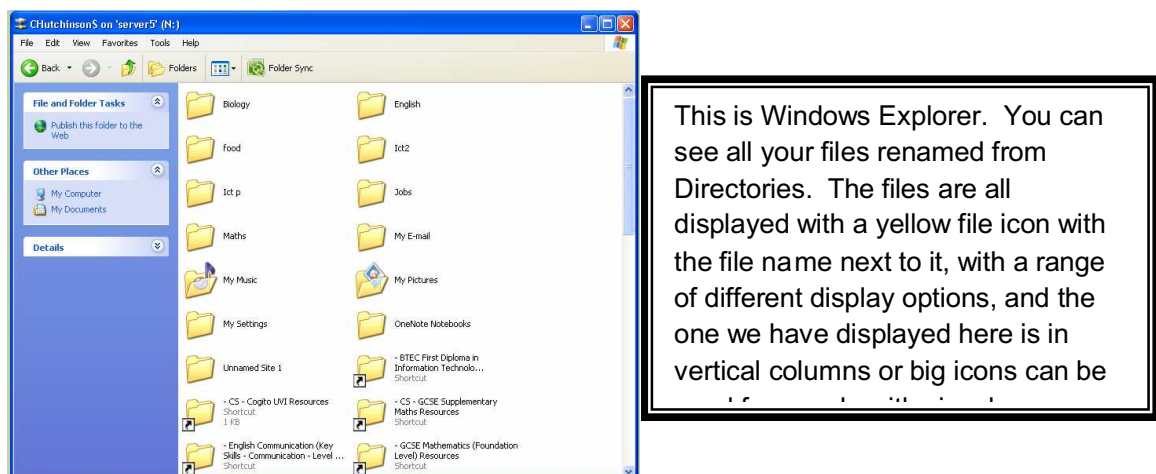 CHutchinson$ on 'server5' (N:)
File Edit View Favorites Tools Help
Back Folders Folder Sync
File and Folder Tasks
Publish this folder to the
Web
Other Places
My Computer
My Documents
Details
Biology
English
food
Ict2
Ict p
Jobs
Maths
My E-mail
My Music
My Pictures
My Settings
OneNote Notebooks
Unnamed Site 1
- BTEC First Diploma in
Information Technolo...
Shortcut
- CS - Cogito UVI Resources
Shortcut
1 KB
- CS - GCSE Supplementary
Maths Resources
Shortcut
- English Communication (Key
Skills - Communication - Level ...
Shortcut
- GCSE Mathematics (Foundation
Level) Resources
Shortcut
This is Windows Explorer. You can
see all your files renamed from
Directories. The files are all
displayed with a yellow file icon with
the file name next to it, with a range
of different display options, and the
one we have displayed here is in
vertical columns or big icons can be